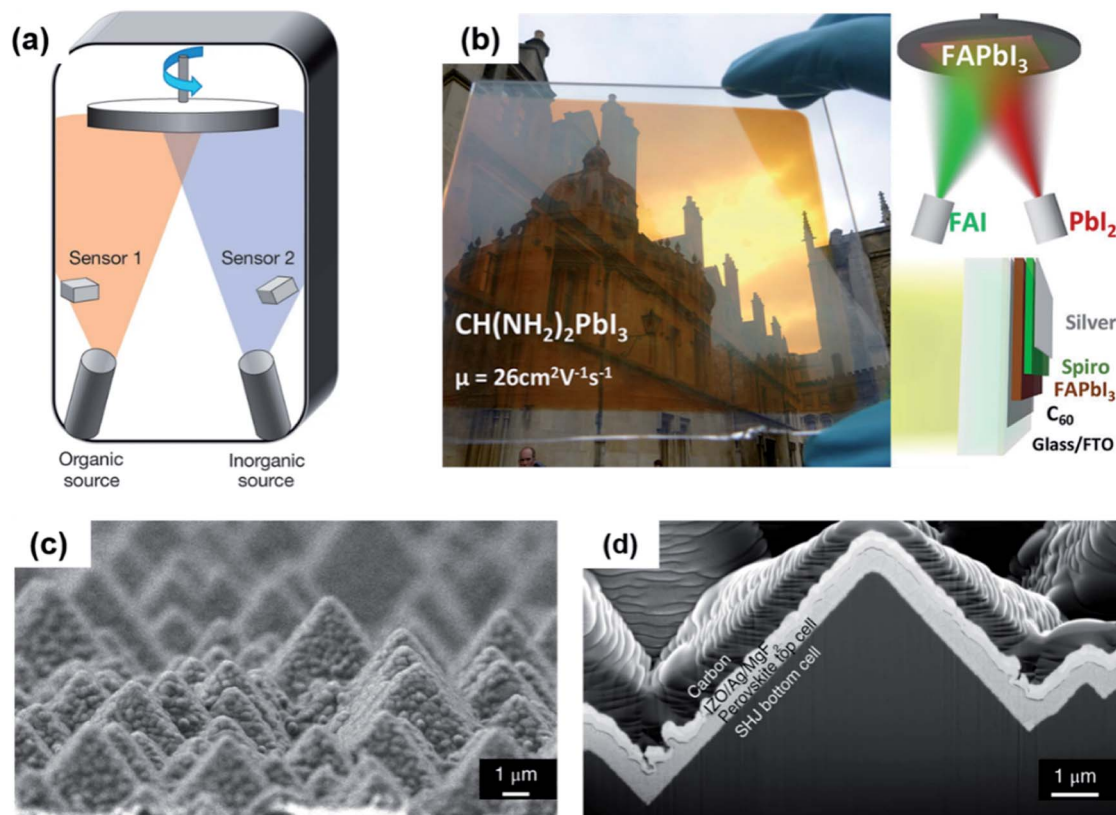 (a)
Sensor 1
Sensor 2
Organic
source
Inorganic
source
(b)
CH(NH₂)₂PbI₃
μ = 26cm²V⁻¹s⁻¹
FAPbI₃
FAI
PbI₂
Silver
Spiro
FAPbI₃
C₆₀
Glass/FTO
(c)
1 μm
(d)
Carbon
IZO/Ag/MgF₂
Perovskite top cell
SHJ bottom cell
1 μm